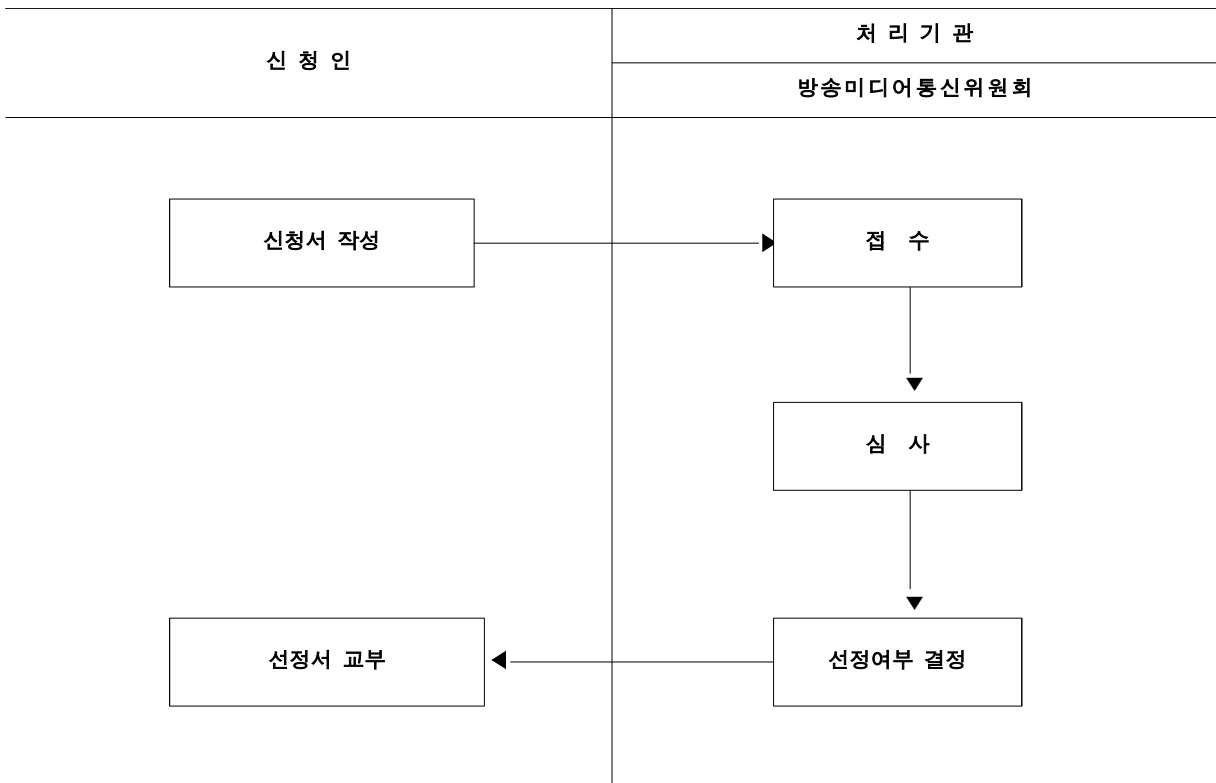 신 청 인
처 리 기 관
방송미디어통신위원회
신청서 작성
접 수
심 사
선정여부 결정
선정서 교부